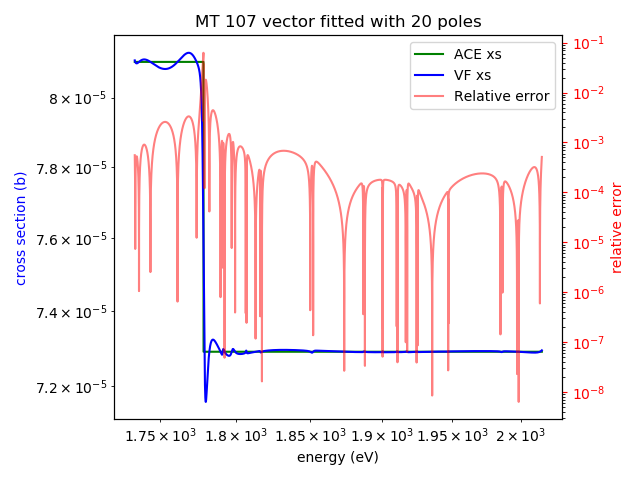 MT 107 vector fitted with 20 poles
ACE xs
VF xs
Relative error
cross section (b)
8 × 10⁻⁵
7.8 × 10⁻⁵
7.6 × 10⁻⁵
7.4 × 10⁻⁵
7.2 × 10⁻⁵
10⁻¹
10⁻²
10⁻³
10⁻⁴
10⁻⁵
10⁻⁶
10⁻⁷
10⁻⁸
relative error
1.75 × 10³ 1.8 × 10³ 1.85 × 10³ 1.9 × 10³ 1.95 × 10³ 2 × 10³
energy (eV)